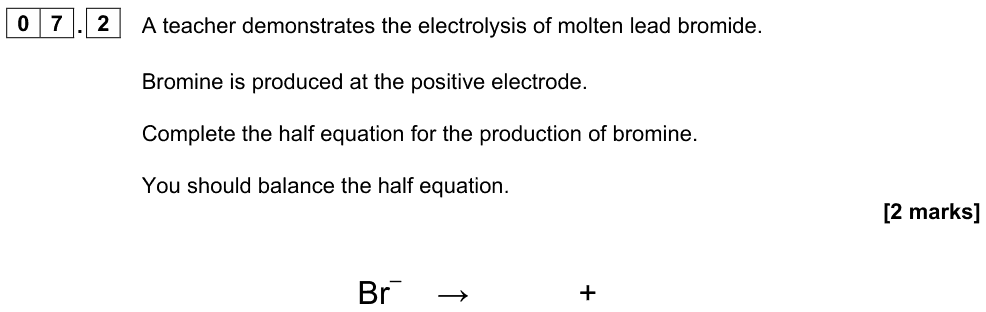 0 7 . 2 A teacher demonstrates the electrolysis of molten lead bromide.
Bromine is produced at the positive electrode.
Complete the half equation for the production of bromine.
You should balance the half equation.
[2 marks]
Br⁻ → +